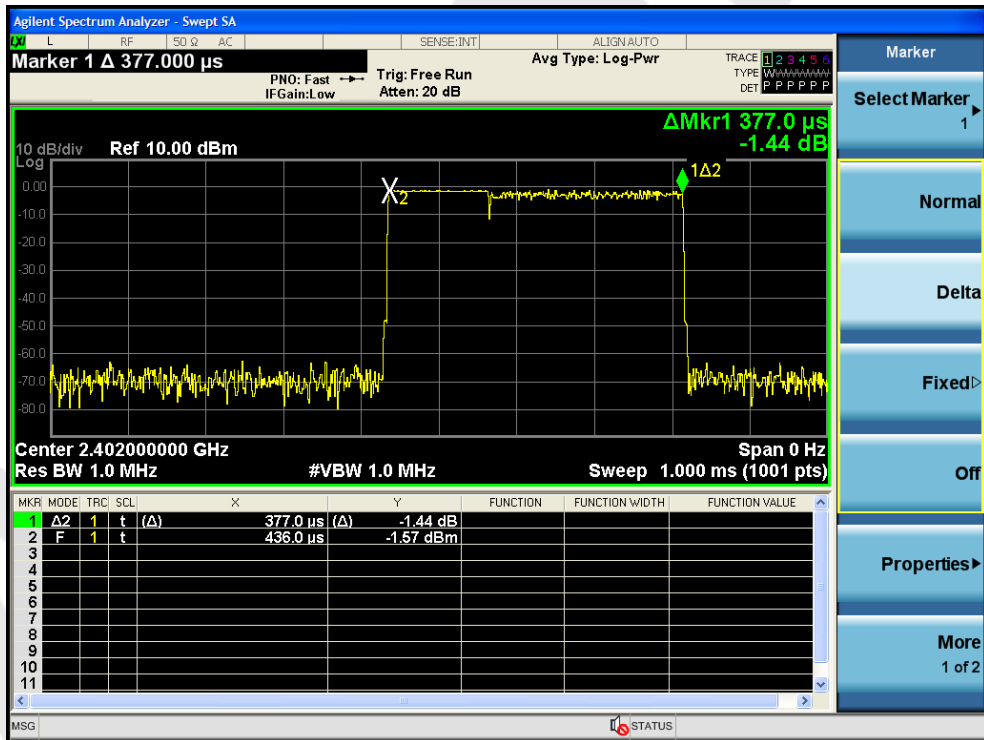 Agilent Spectrum Analyzer - Swept SA
LXI L RF 50 Ω AC SENSE:INT ALIGN AUTO
Marker 1 Δ 377.000 µs
PNO: Fast
IFGain:Low
Trig: Free Run
Atten: 20 dB
Avg Type: Log-Pwr
TRACE 1 2 3 4 5 6
TYPE WWWWWW
DET P P P P P P
ΔMkr1 377.0 µs
-1.44 dB
10 dB/div Ref 10.00 dBm
Log
1Δ2
2
0.00
-10.0
-20.0
-30.0
-40.0
-50.0
-60.0
-70.0
-80.0
Center 2.402000000 GHz Span 0 Hz
Res BW 1.0 MHz #VBW 1.0 MHz Sweep 1.000 ms (1001 pts)
MKR MODE TRC SCL X Y FUNCTION FUNCTION WIDTH FUNCTION VALUE
1 Δ2 1 t (Δ) 377.0 µs (Δ) -1.44 dB
2 F 1 t 436.0 µs -1.57 dBm
3
4
5
6
7
8
9
10
11
MSG STATUS
Marker
Select Marker
1
Normal
Delta
Fixed
Off
Properties
More
1 of 2